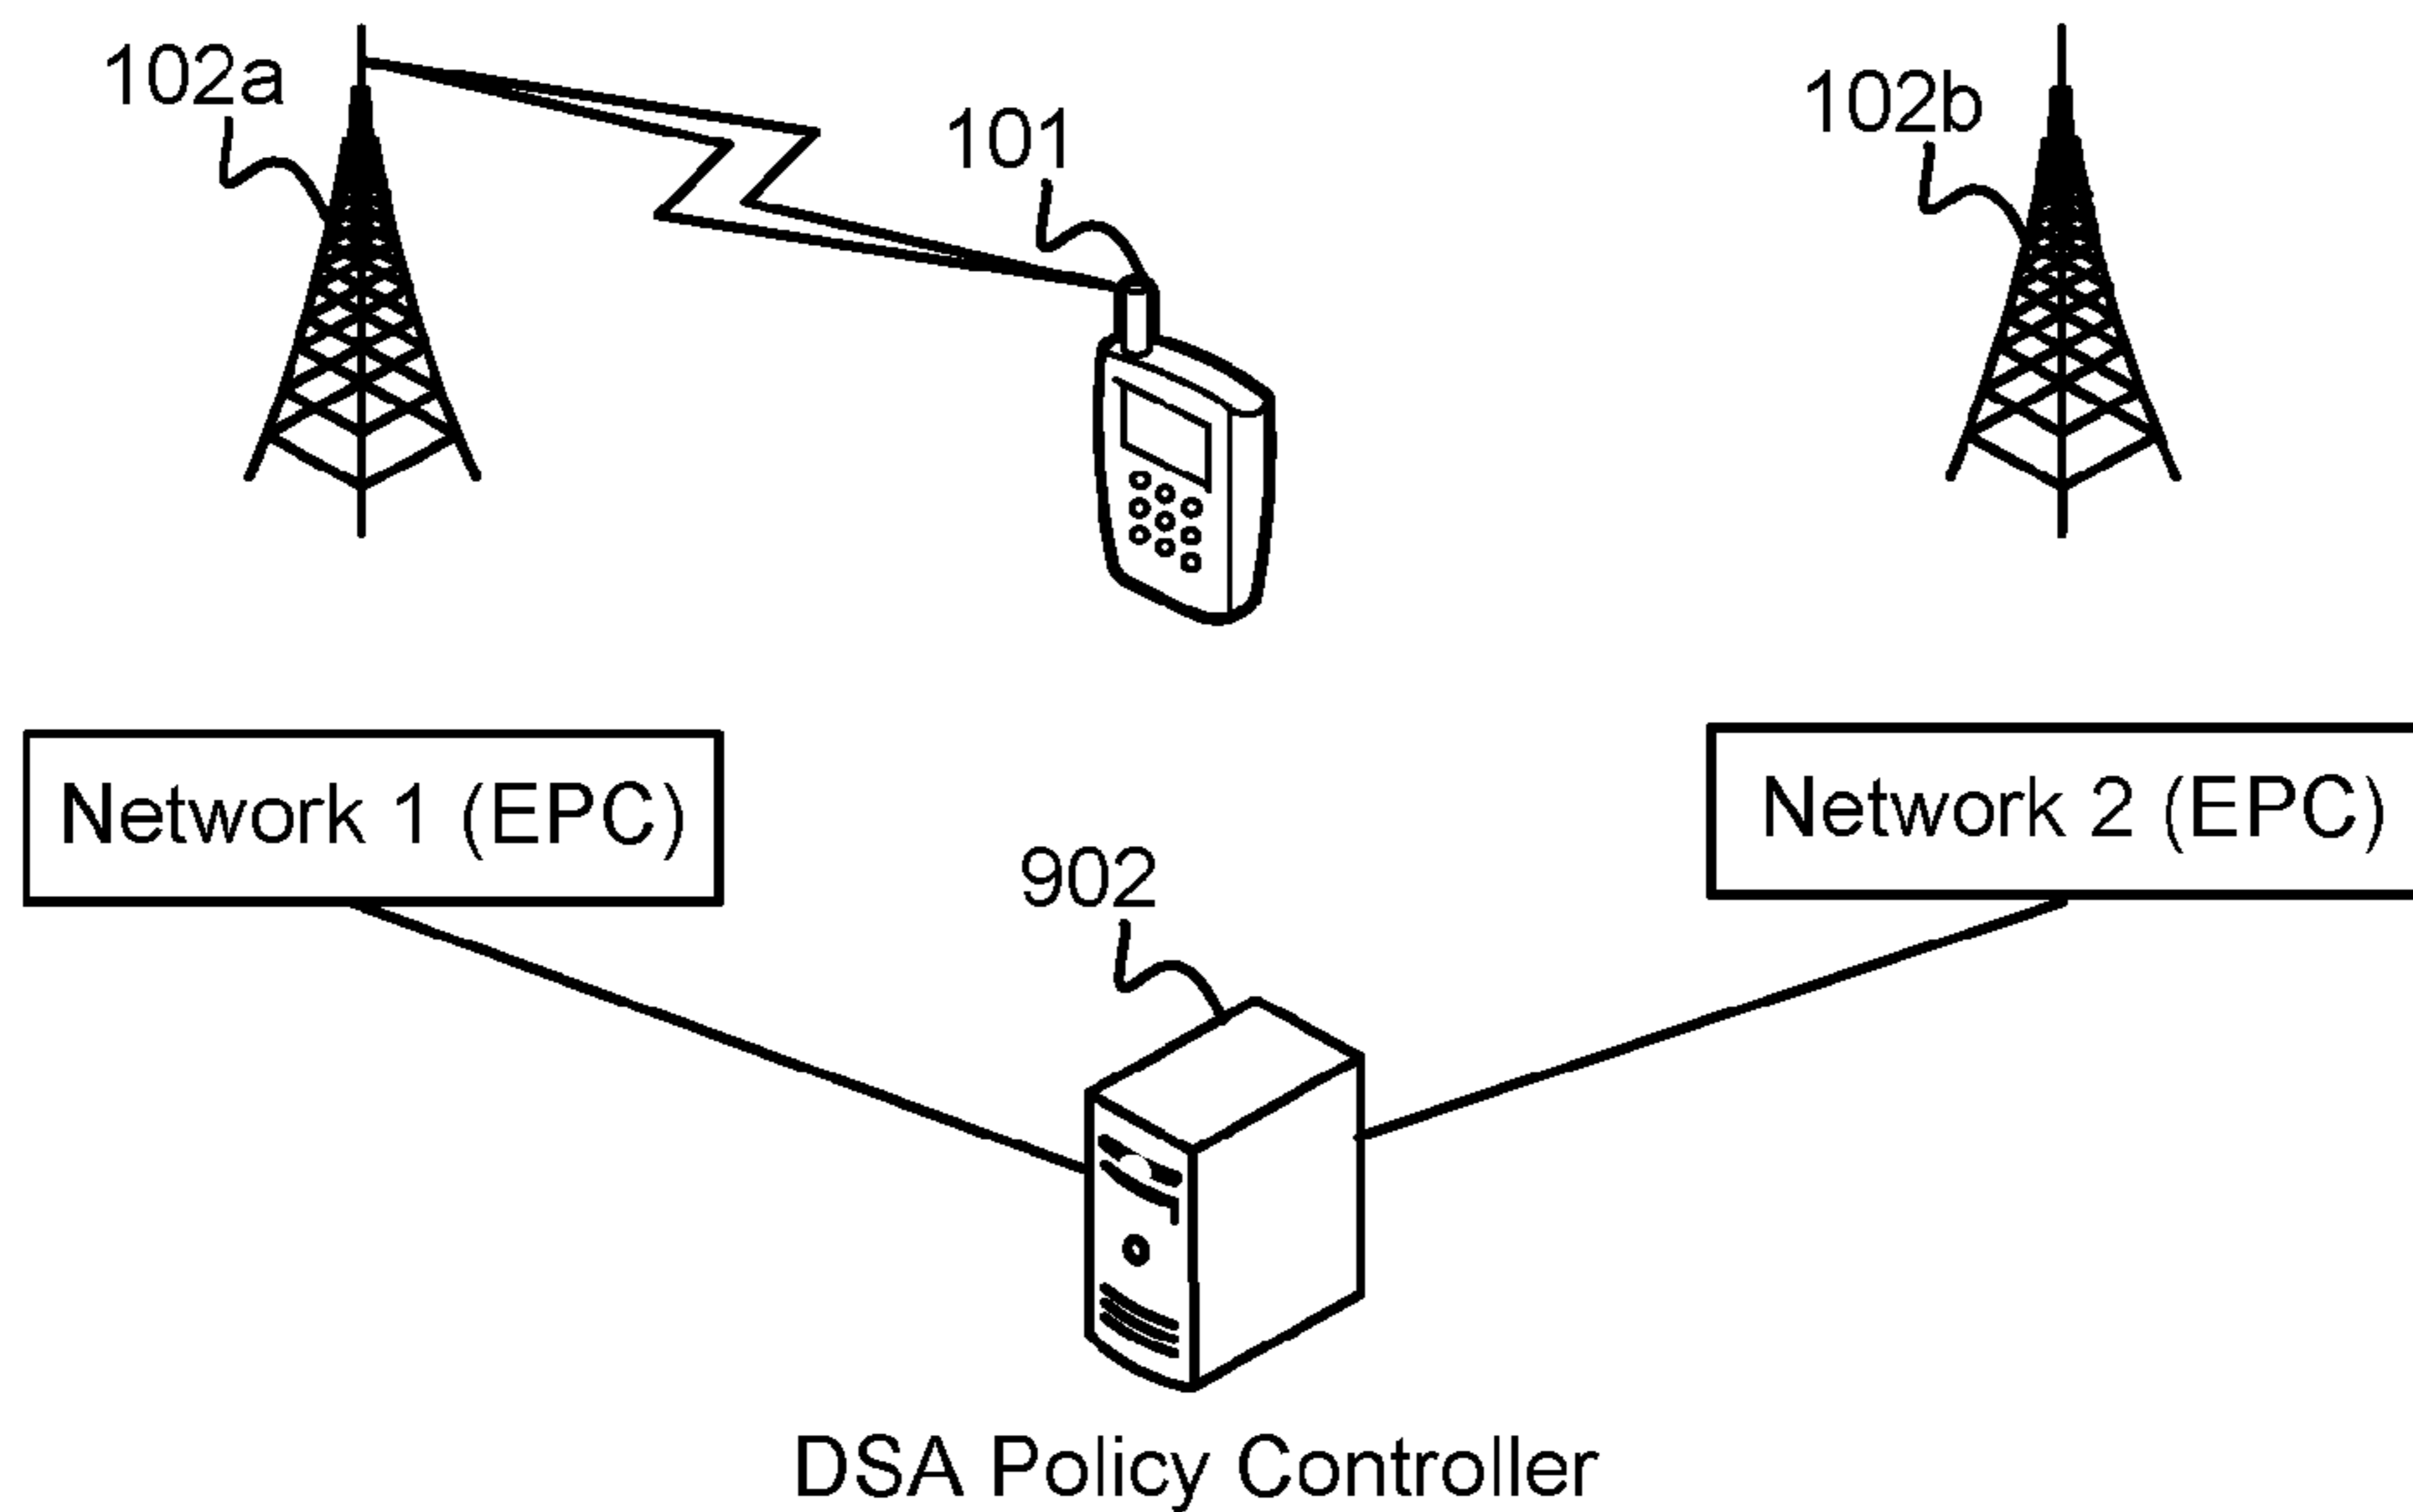 102a
101
102b
Network 1 (EPC)
Network 2 (EPC)
902
DSA Policy Controller